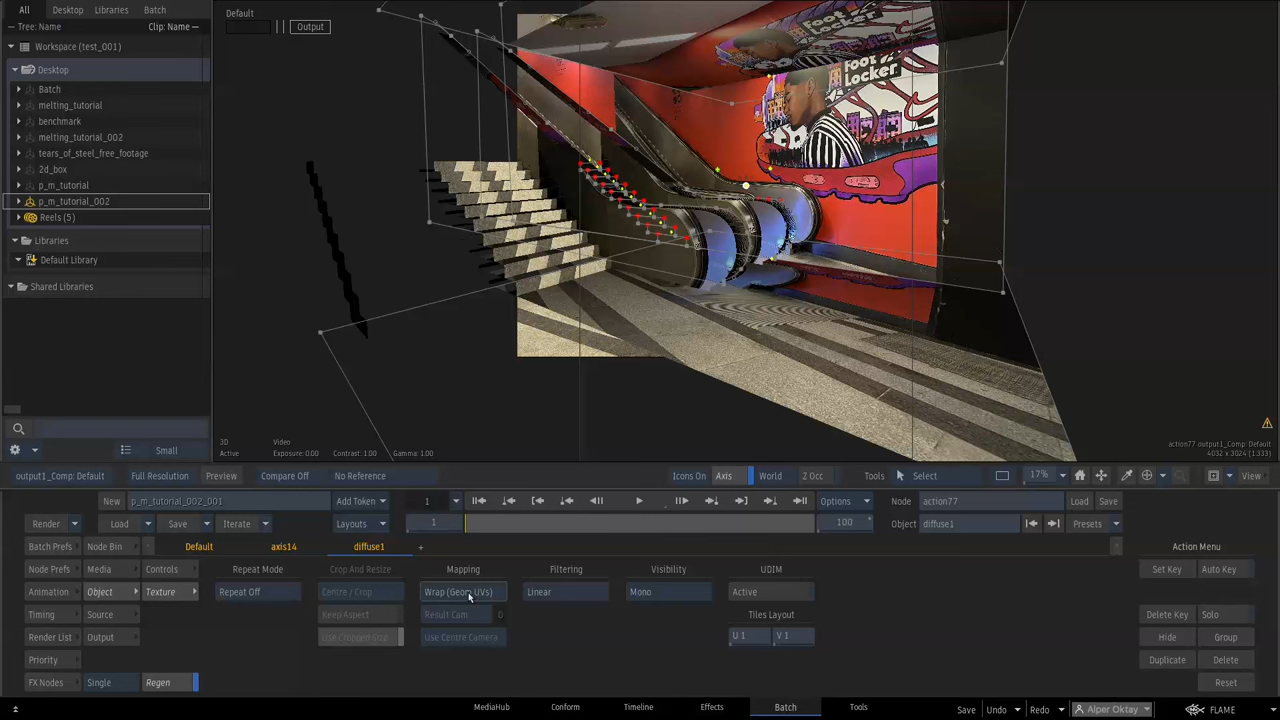 All Desktop Libraries Batch
Tree: Name Clip: Name
Workspace (test_001)
Desktop
Batch
melting_tutorial
benchmark
melting_tutorial_002
tears_of_steel_free_footage
2d_box
p_m_tutorial
p_m_tutorial_002
Reels (5)
Libraries
Default Library
Shared Libraries
Small
Default
Output
Foot
Locker.
Foot
Locker.
3D Video
Active Exposure: 0.00 Contrast: 1.00 Gamma: 1.00
action77 output1_Comp: Default
4032 x 3024 (1.333)
output1_Comp: Default Full Resolution Preview Compare Off No Reference Icons On Axis World Z Occ Tools Select 17% View
New p_m_tutorial_002_001 Add Token 1 Options Node action77 Load Save
Render Load Save Iterate Layouts 1 100 Object diffuse1 Presets
Batch Prefs Node Bin Default axis14 diffuse1 + Action Menu
Node Prefs Media Controls Repeat Mode Crop And Resize Mapping Filtering Visibility UDIM Set Key Auto Key
Animation Object Texture Repeat Off Centre / Crop Wrap (Geom UVs) Linear Mono Active
Timing Source Keep Aspect Result Cam 0 Tiles Layout Delete Key Solo
Render List Output Use Cropped Size Use Centre Camera U 1 V 1 Hide Group
Priority Duplicate Delete
FX Nodes Single Regen Reset
MediaHub Conform Timeline Effects Batch Tools Save Undo Redo Alper Oktay FLAME